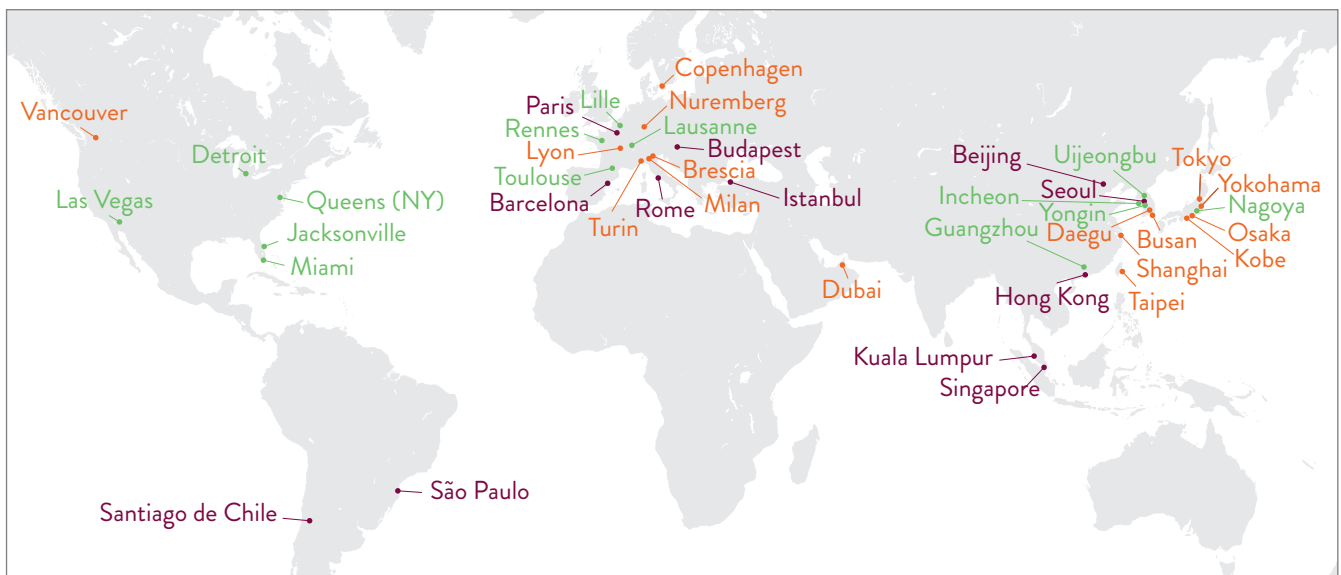 Vancouver
Detroit
Las Vegas
Queens (NY)
Jacksonville
Miami
Santiago de Chile
São Paulo
Copenhagen
Paris
Lille
Nuremberg
Rennes
Lausanne
Lyon
Budapest
Toulouse
Brescia
Barcelona
Rome
Milan
Istanbul
Turin
Dubai
Beijing
Uijeongbu
Tokyo
Incheon
Seoul
Yokohama
Yongin
Nagoya
Guangzhou
Daegu
Busan
Osaka
Shanghai
Kobe
Hong Kong
Taipei
Kuala Lumpur
Singapore